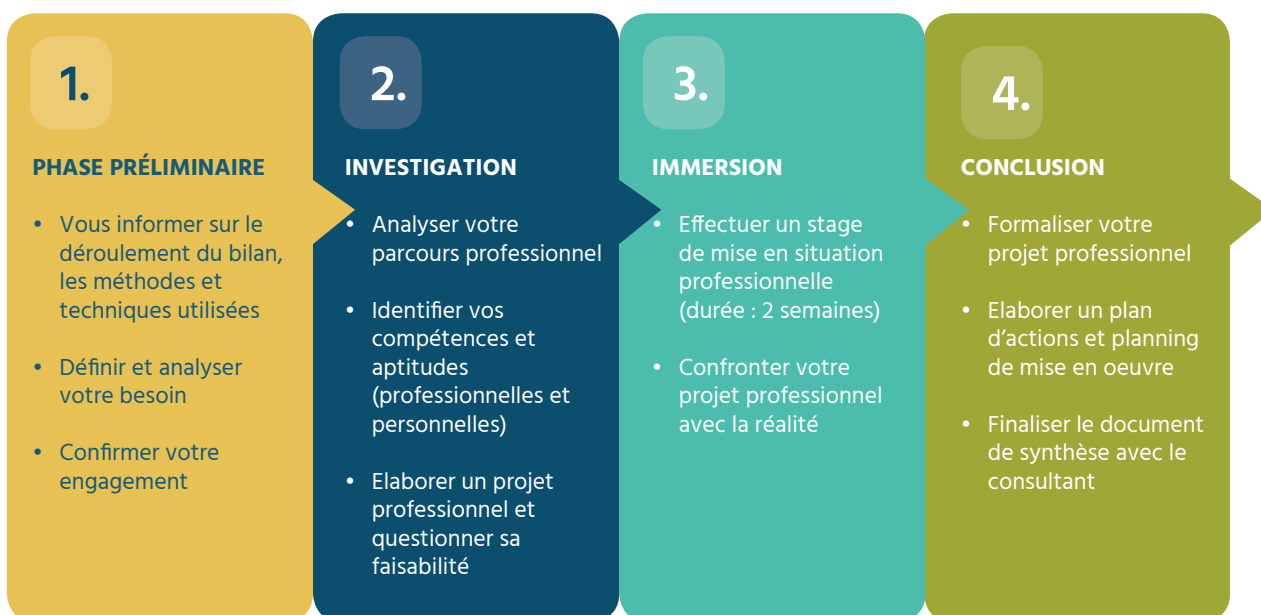 1.
PHASE PRÉLIMINAIRE
• Vous informer sur le
déroulement du bilan,
les méthodes et
techniques utilisées
• Définir et analyser
votre besoin
• Confirmer votre
engagement
2.
INVESTIGATION
• Analyser votre
parcours professionnel
• Identifier vos
compétences et
aptitudes
(professionnelles et
personnelles)
• Elaborer un projet
professionnel et
questionner sa
faisabilité
3.
IMMERSION
• Effectuer un stage
de mise en situation
professionnelle
(durée : 2 semaines)
• Confronter votre
projet professionnel
avec la réalité
4.
CONCLUSION
• Formaliser votre
projet professionnel
• Elaborer un plan
d’actions et planning
de mise en oeuvre
• Finaliser le document
de synthèse avec le
consultant